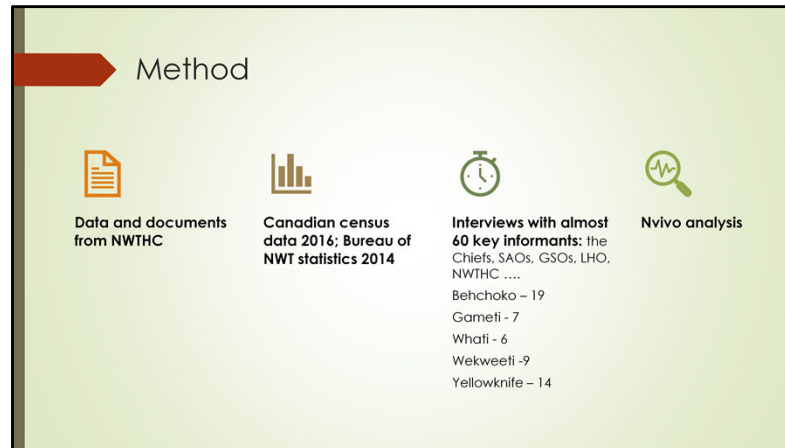 Method
Data and documents
from NWTHC
Canadian census
data 2016; Bureau of
NWT statistics 2014
Interviews with almost
60 key informants: the
Chiefs, SAOs, GSOs, LHO,
NWTHC ....
Behchoko – 19
Gameti - 7
Whati - 6
Wekweeti -9
Yellowknife – 14
Nvivo analysis